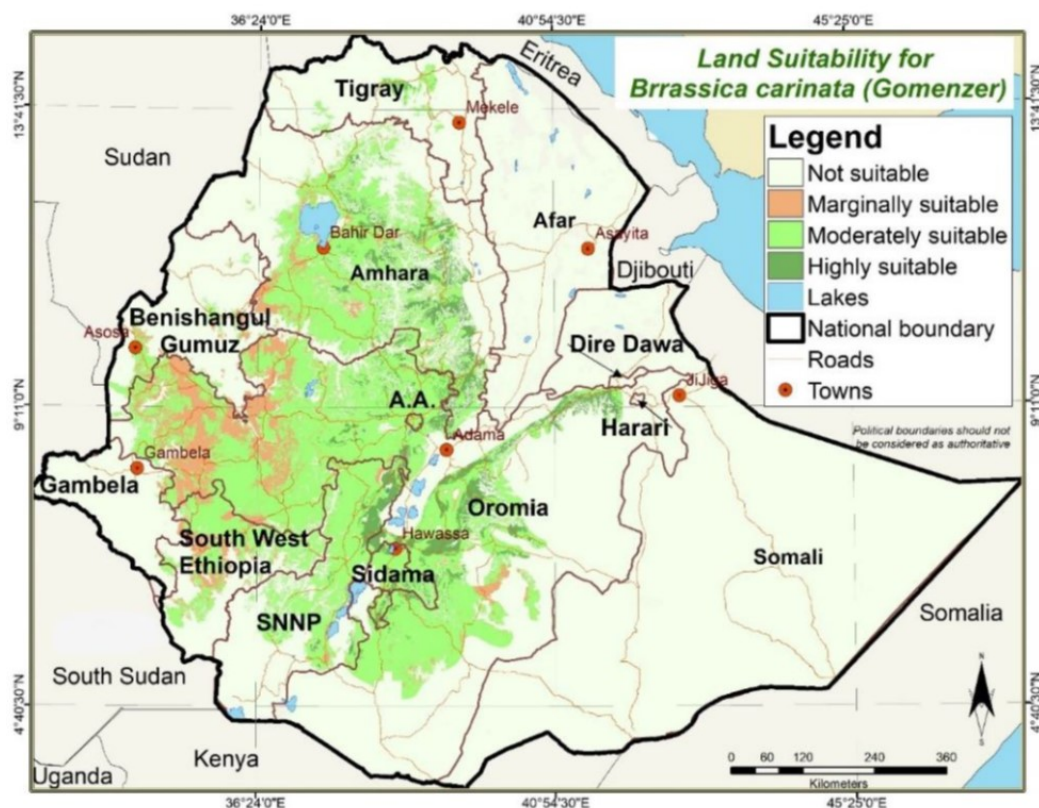 36°24'0"E
40°54'30"E
45°25'0"E
Land Suitability for
Brrassica carinata (Gomenzer)
Legend
Not suitable
Marginally suitable
Moderately suitable
Highly suitable
Lakes
National boundary
Roads
Towns
Political boundaries should not
be considered as authoritative
13°41'30"N
13°41'30"N
9°11'0"N
9°11'0"N
4°40'30"N
4°40'30"N
Eritrea
Tigray
Mekele
Sudan
Afar
Asayita
Bahir Dar
Amhara
Djibouti
Benishangul
Gumuz
Asosa
Dire Dawa
JiJiga
A.A.
Harari
Adama
Gambela
Gambela
Oromia
South West
Ethiopia
Hawassa
Sidama
Somali
SNNP
Somalia
South Sudan
Kenya
Uganda
N
S
0 60 120 240 360
Kilometers
36°24'0"E
40°54'30"E
45°25'0"E